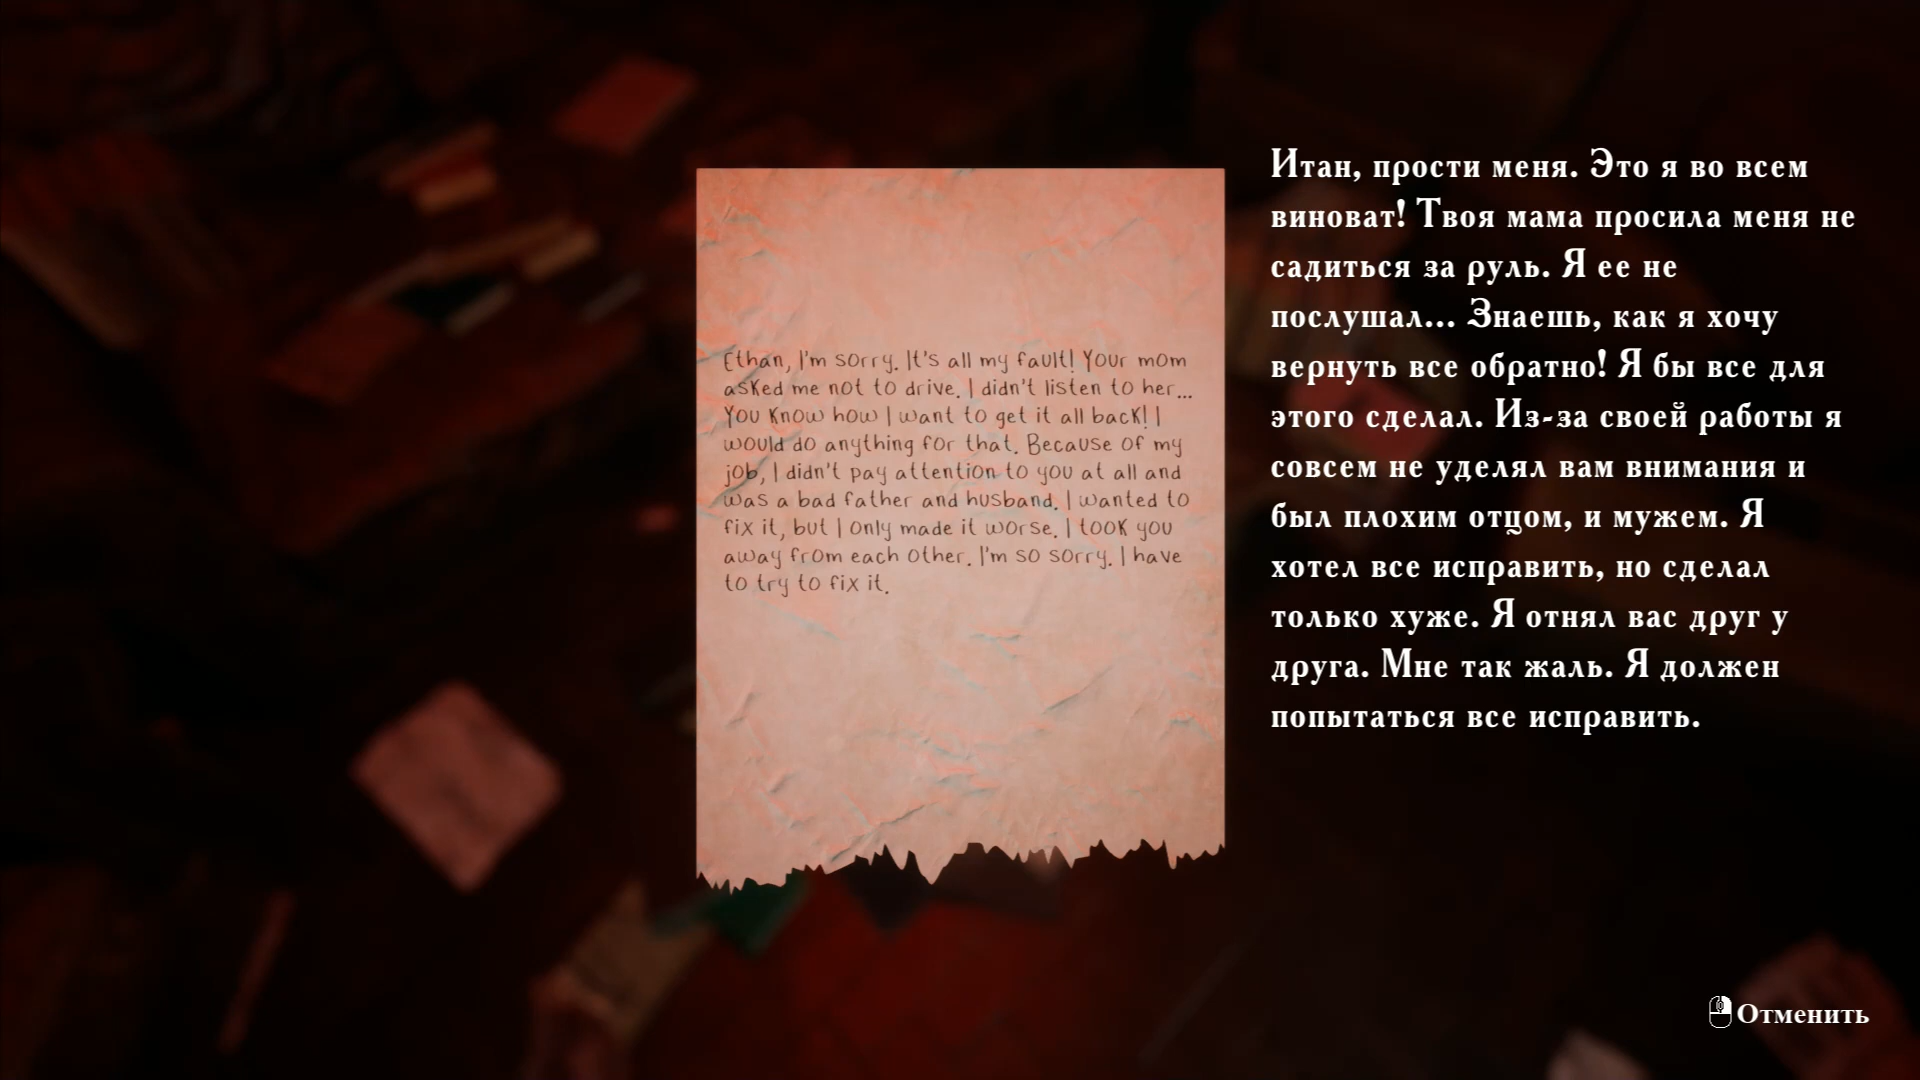 Ethan, I'm sorry. It's all my fault! Your mom
asked me not to drive. I didn't listen to her...
You know how I want to get it all back! I
would do anything for that. Because of my
job, I didn't pay attention to you at all and
was a bad father and husband. I wanted to
fix it, but I only made it worse. I took you
away from each other. I'm so sorry. I have
to try to fix it.
Итан, прости меня. Это я во всем
виноват! Твоя мама просила меня не
садиться за руль. Я ее не
послушал... Знаешь, как я хочу
вернуть все обратно! Я бы все для
этого сделал. Из-за своей работы я
совсем не уделял вам внимания и
был плохим отцом, и мужем. Я
хотел все исправить, но сделал
только хуже. Я отнял вас друг у
друга. Мне так жаль. Я должен
попытаться все исправить.
Отменить